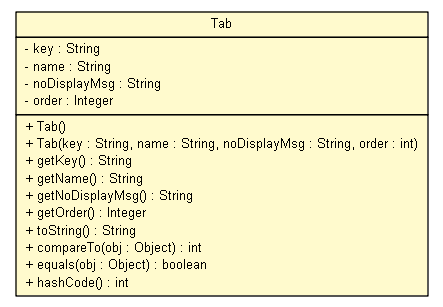 Tab
- key : String
- name : String
- noDisplayMsg : String
- order : Integer
+ Tab()
+ Tab(key : String, name : String, noDisplayMsg : String, order : int)
+ getKey() : String
+ getName() : String
+ getNoDisplayMsg() : String
+ getOrder() : Integer
+ toString() : String
+ compareTo(obj : Object) : int
+ equals(obj : Object) : boolean
+ hashCode() : int